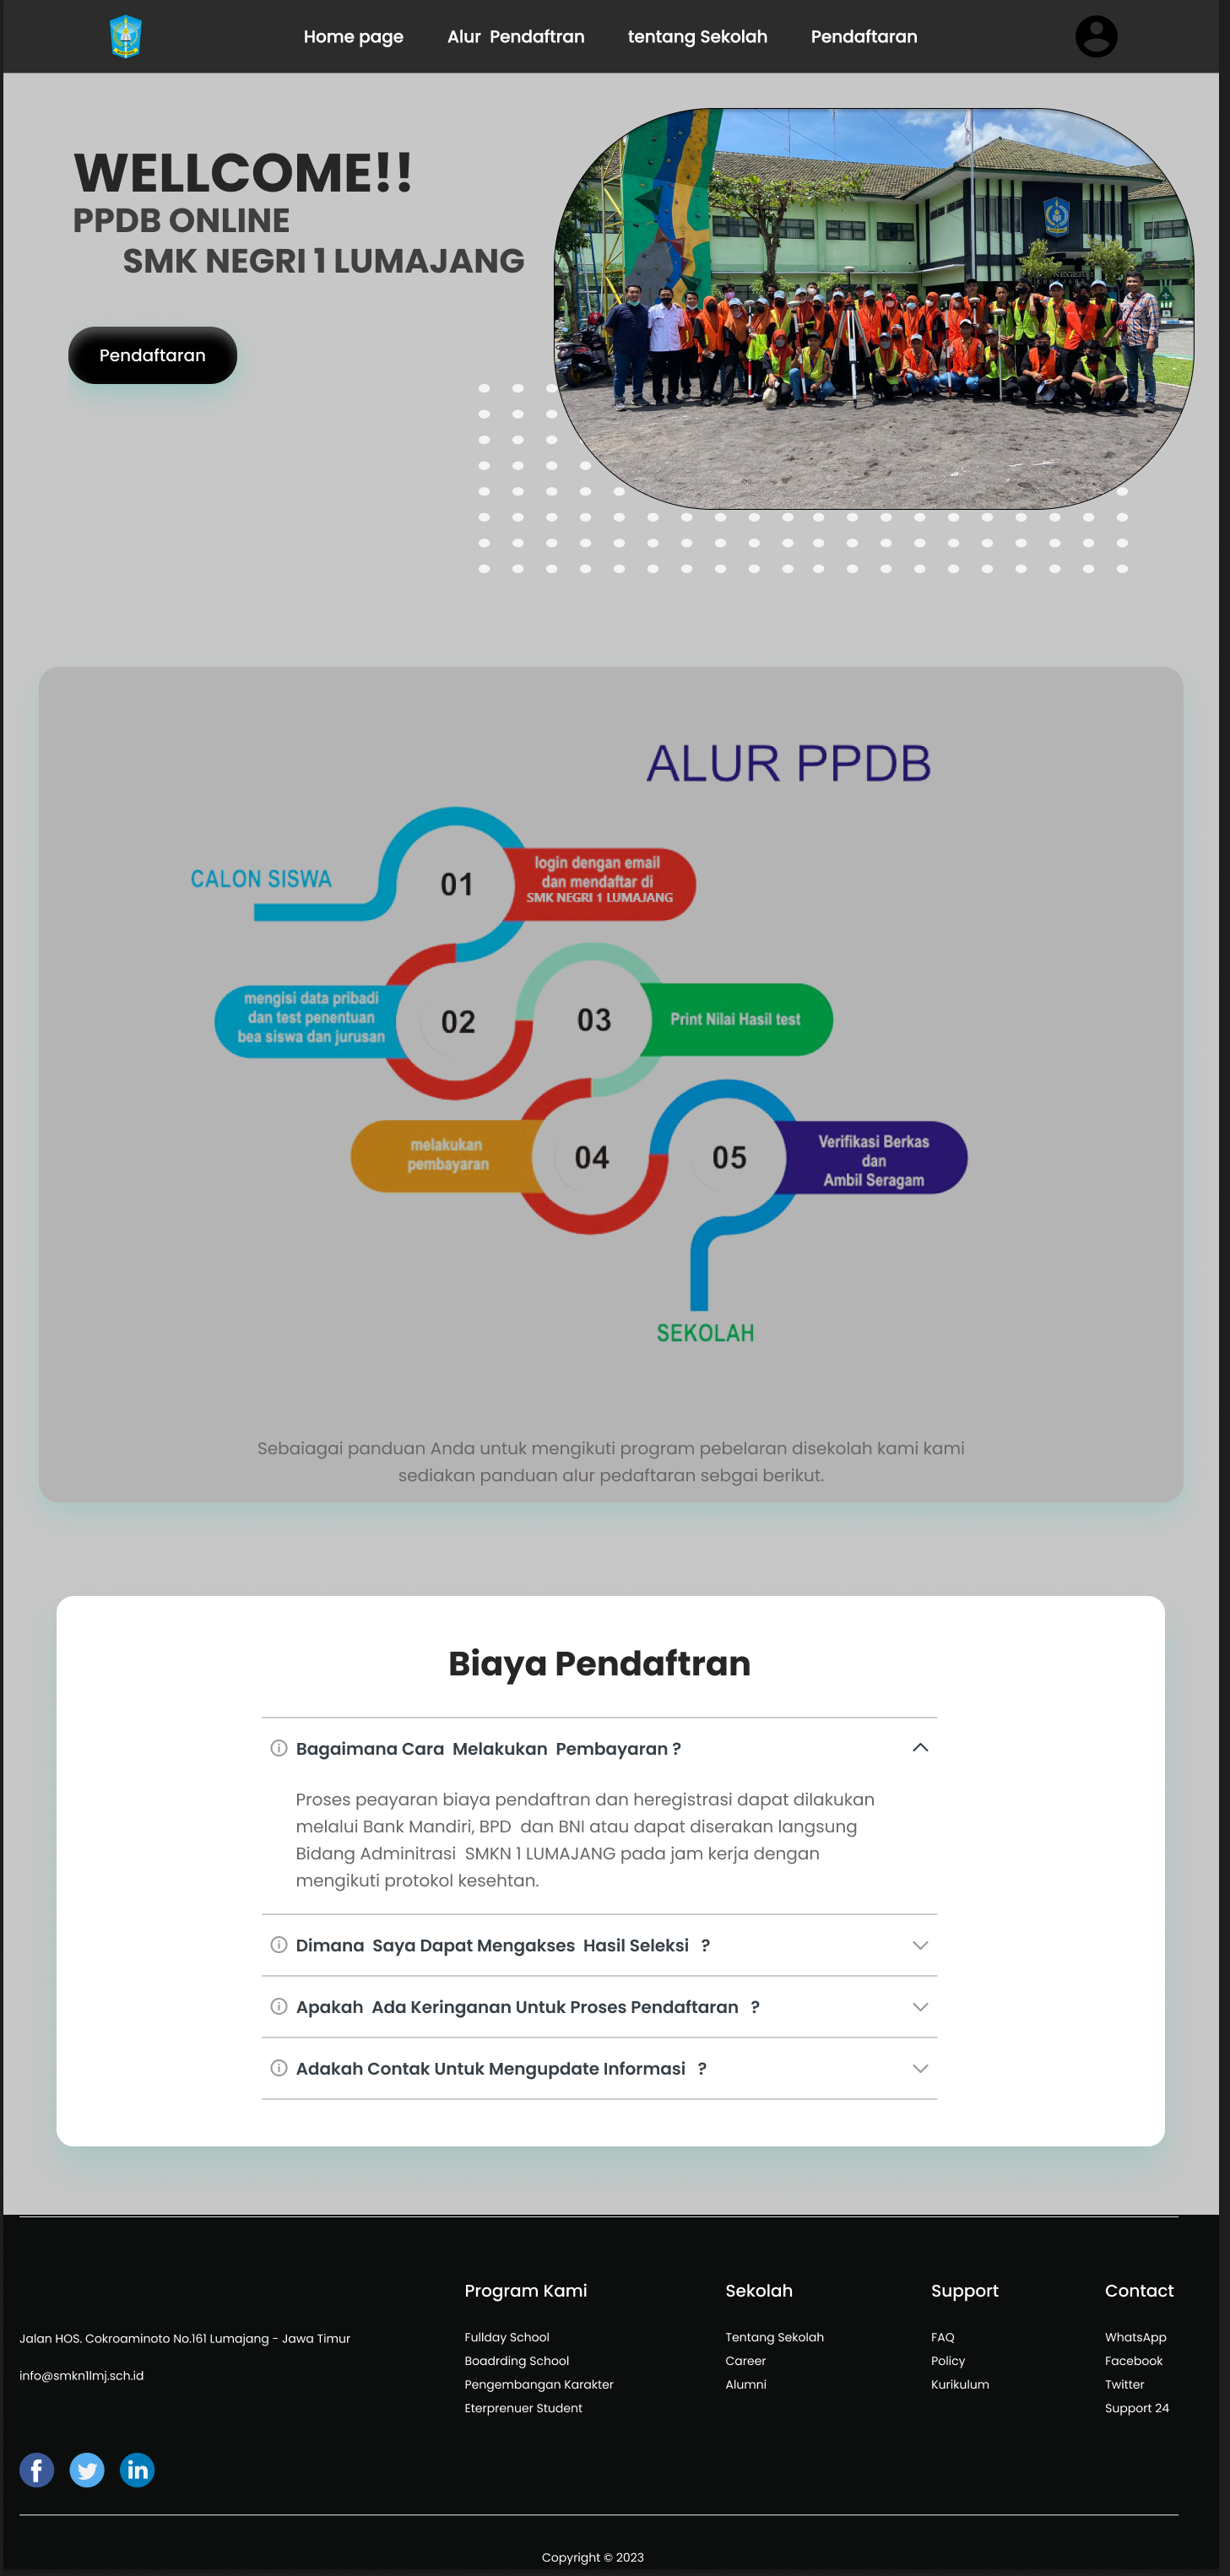 Home page
Alur Pendaftran
tentang Sekolah
Pendaftaran
WELLCOME!!
PPDB ONLINE
SMK NEGRI 1 LUMAJANG
Pendaftaran
ALUR PPDB
CALON SISWA
01
login dengan email
dan mendaftar di
SMK NEGRI 1 LUMAJANG
mengisi data pribadi
dan test penentuan
bea siswa dan jurusan
02
03
Print Nilai Hasil test
melakukan
pembayaran
04
05
Verifikasi Berkas
dan
Ambil Seragam
SEKOLAH
Sebaiagai panduan Anda untuk mengikuti program pebelaran disekolah kami kami
sediakan panduan alur pedaftaran sebgai berikut.
Biaya Pendaftran
Bagaimana Cara Melakukan Pembayaran ?
Proses peayaran biaya pendaftran dan heregistrasi dapat dilakukan
melalui Bank Mandiri, BPD dan BNI atau dapat diserakan langsung
Bidang Adminitrasi SMKN 1 LUMAJANG pada jam kerja dengan
mengikuti protokol kesehtan.
Dimana Saya Dapat Mengakses Hasil Seleksi ?
Apakah Ada Keringanan Untuk Proses Pendaftaran ?
Adakah Contak Untuk Mengupdate Informasi ?
Jalan HOS. Cokroaminoto No.161 Lumajang - Jawa Timur
info@smkn1lmj.sch.id
Program Kami
Fullday School
Boadrding School
Pengembangan Karakter
Eterprenuer Student
Sekolah
Tentang Sekolah
Career
Alumni
Support
FAQ
Policy
Kurikulum
Contact
WhatsApp
Facebook
Twitter
Support 24
Copyright © 2023